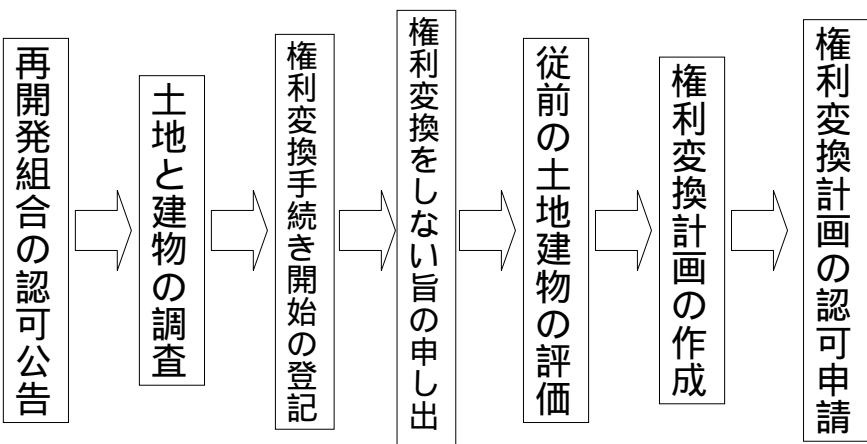 再開発組合の認可公告
土地と建物の調査
権利変換手続き開始の登記
権利変換をしない旨の申し出
従前の土地建物の評価
権利変換計画の作成
権利変換計画の認可申請